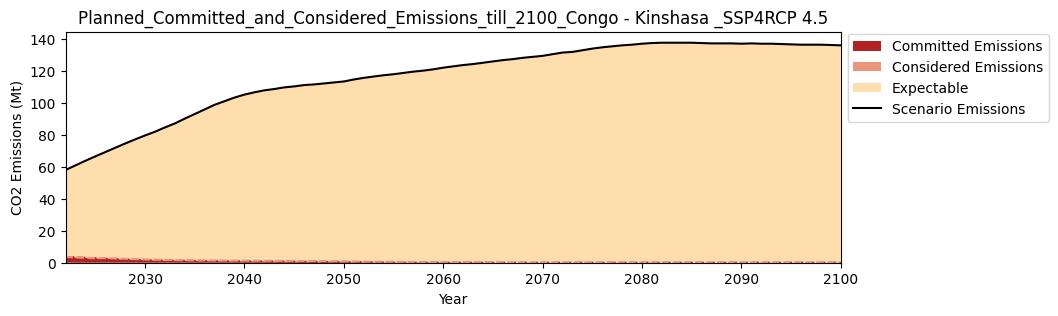 Planned_Committed_and_Considered_Emissions_till_2100_Congo - Kinshasa _SSP4RCP 4.5
140
120
100
80
60
40
20
0
CO2 Emissions (Mt)
2030 2040 2050 2060 2070 2080 2090 2100
Year
Committed Emissions
Considered Emissions
Expectable
Scenario Emissions